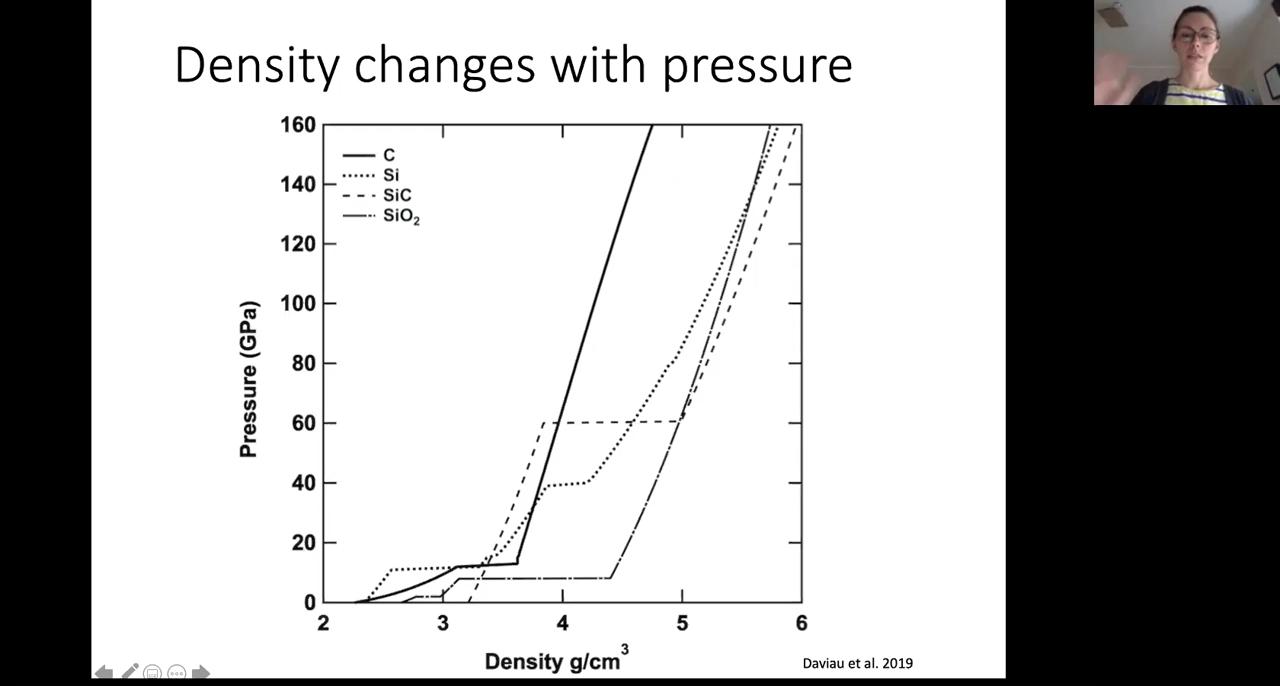 Density changes with pressure
160
140
120
100
80
60
40
20
0
Pressure (GPa)
C
Si
SiC
SiO₂
2 3 4 5 6
Density g/cm³
Daviau et al. 2019